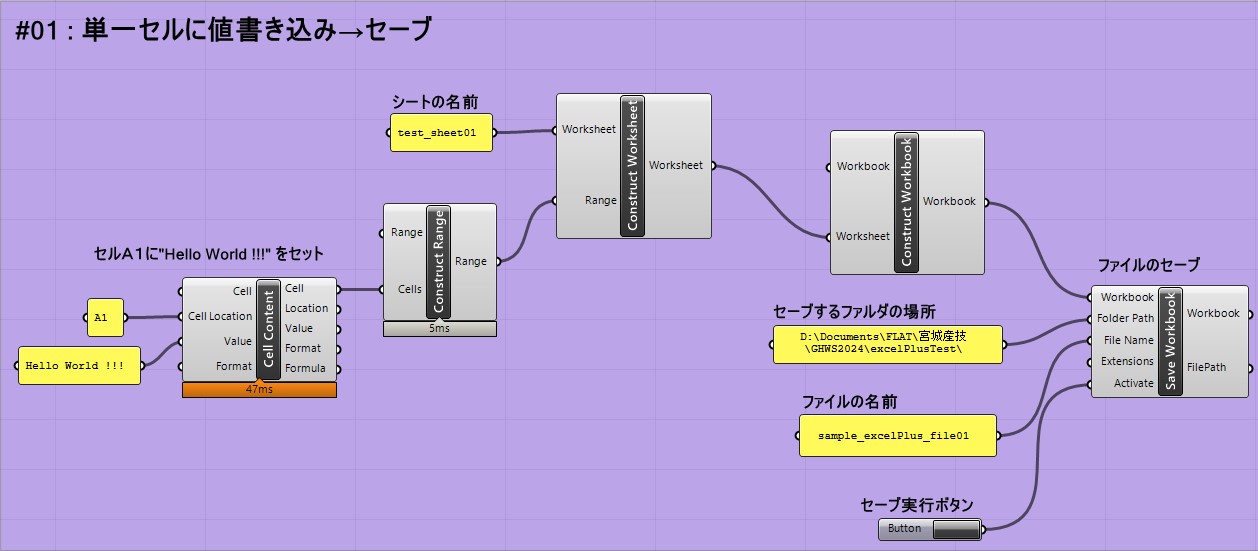 #01 : 単一セルに値書き込み→セーブ
シートの名前
test_sheet01
Worksheet
Range
Construct Worksheet
Worksheet
Workbook
Worksheet
Construct Workbook
Workbook
Range
Cells
Construct Range
Range
5ms
セルA1に"Hello World !!!" をセット
A1
Hello World !!!
Cell
Cell Location
Value
Format
Cell Content
Cell
Location
Value
Format
Formula
47ms
ファイルのセーブ
Workbook
Folder Path
File Name
Extensions
Activate
Save Workbook
Workbook
FilePath
セーブするファルダの場所
D:\Documents\FLAT\宮城産技
\GHWS2024\excelPlusTest\
ファイルの名前
sample_excelPlus_file01
セーブ実行ボタン
Button